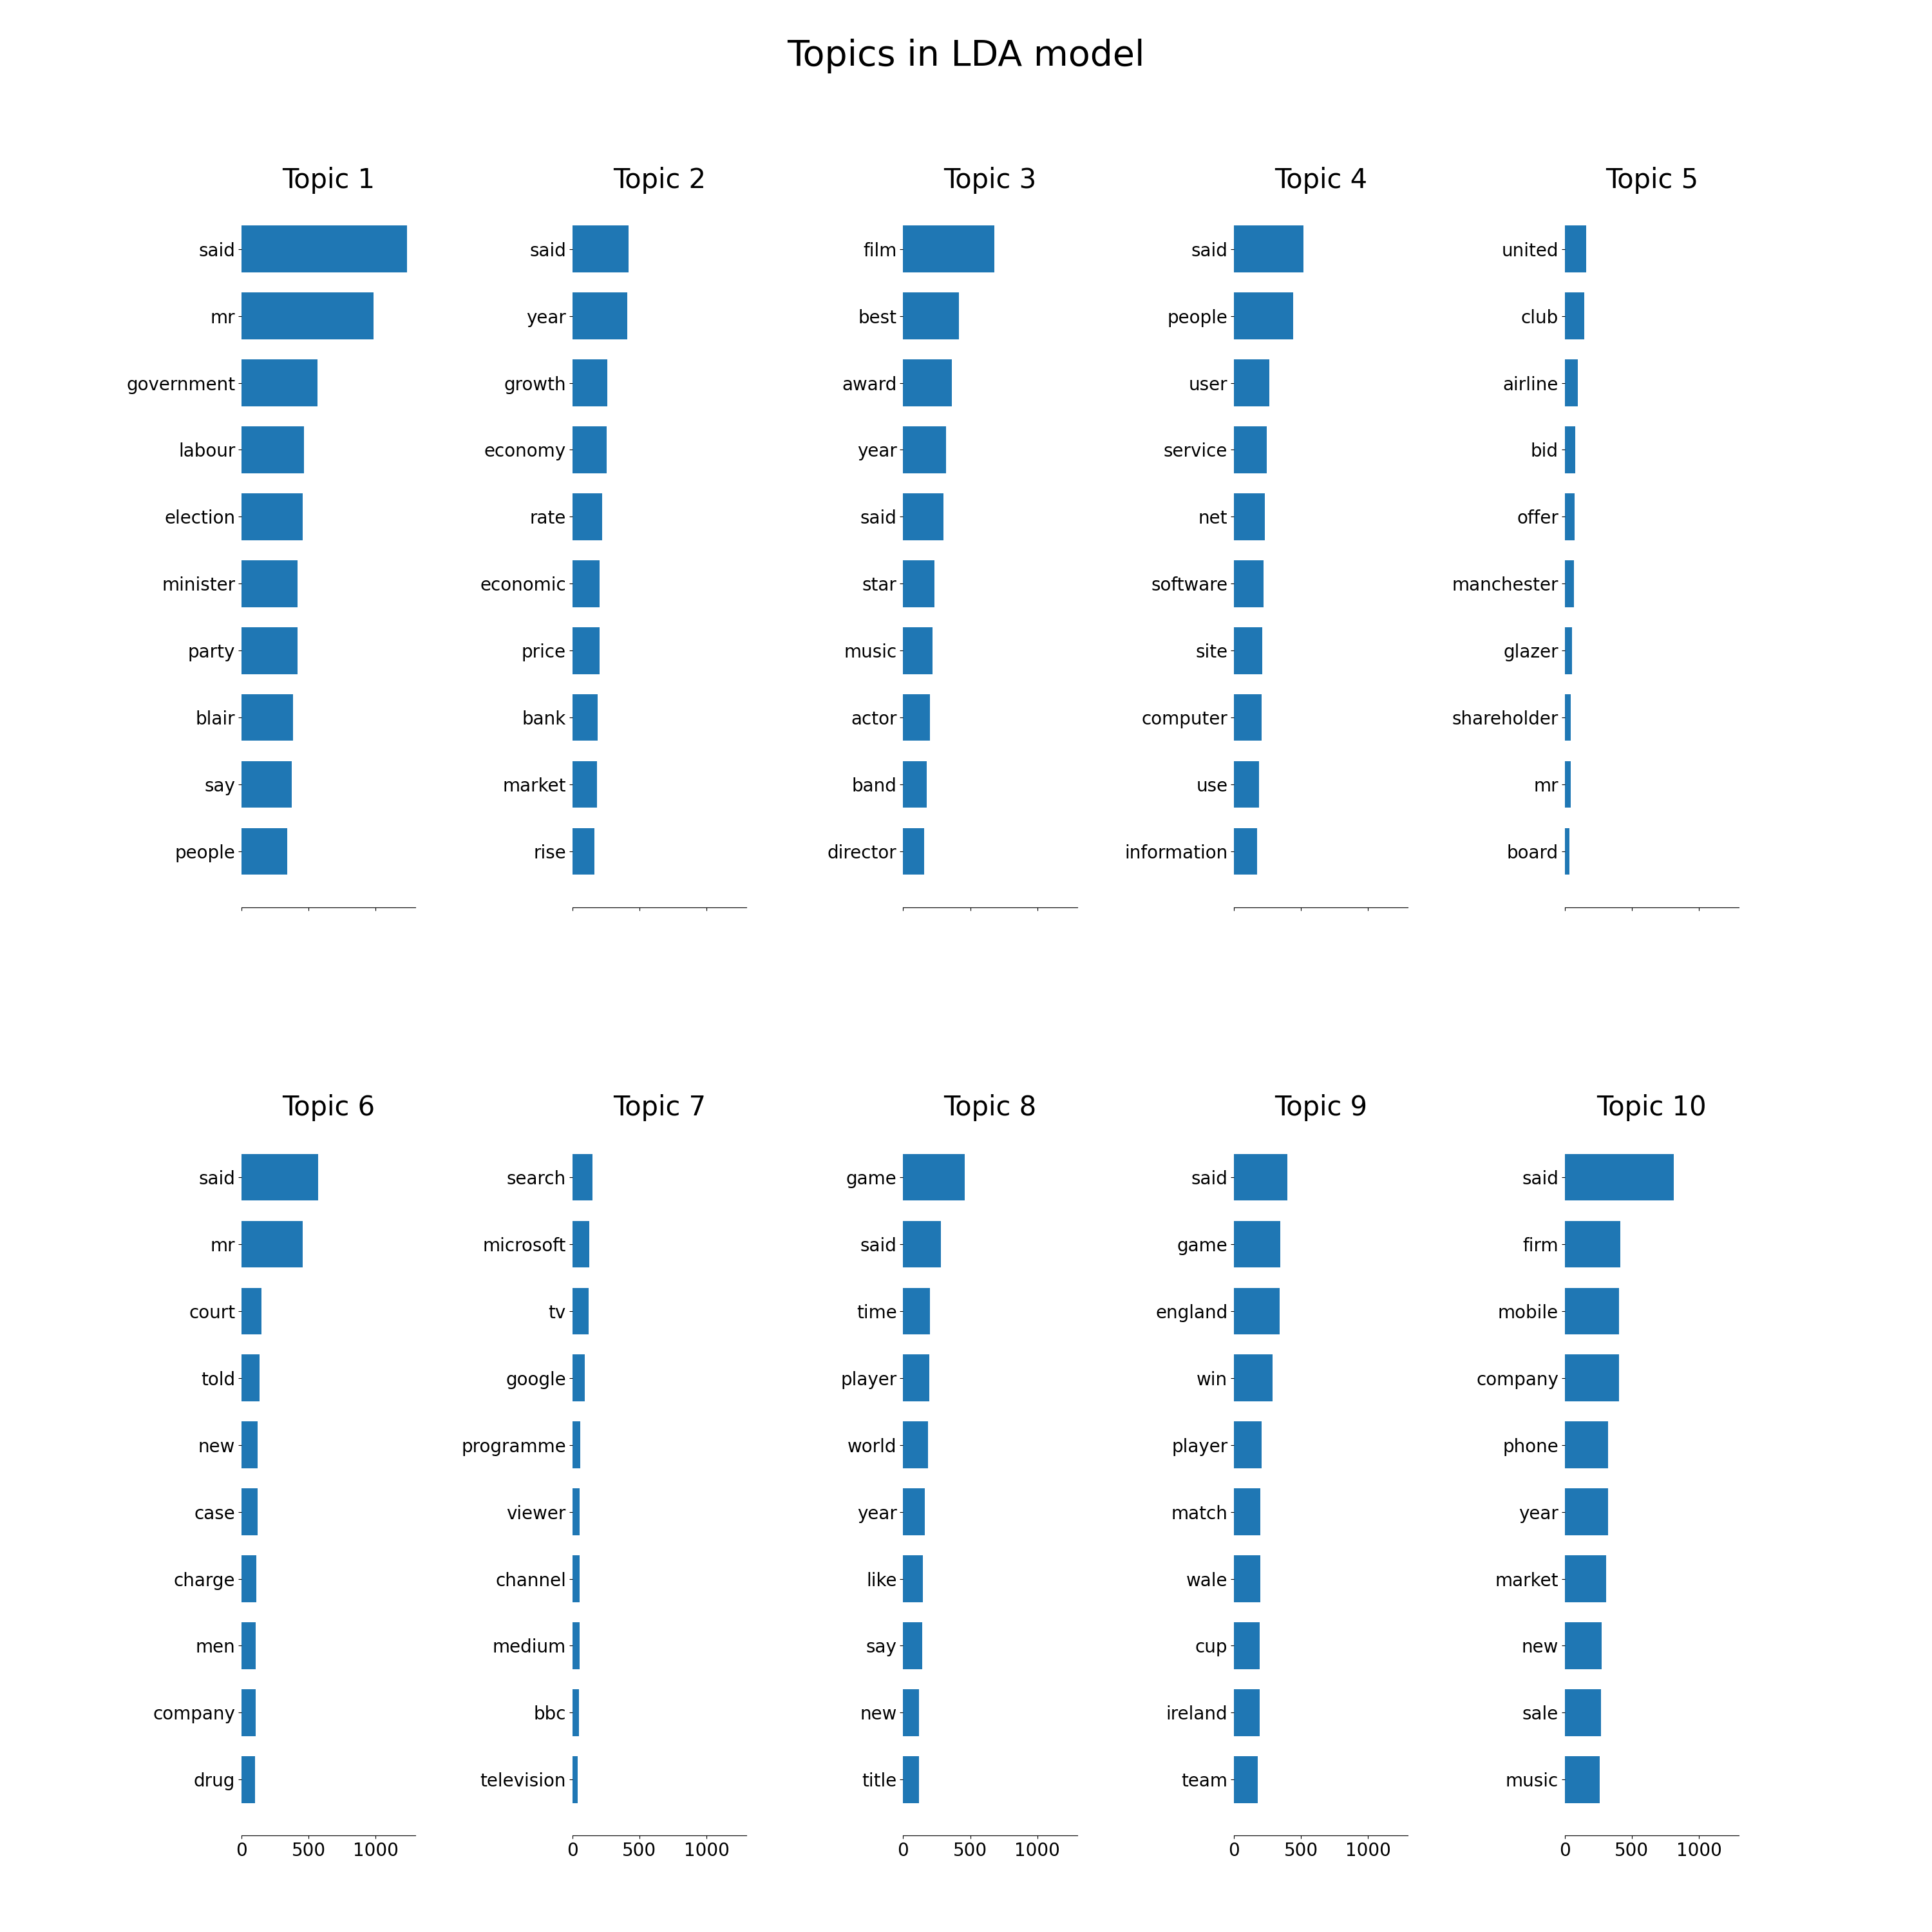 Topics in LDA model
Topic 1
said
mr
government
labour
election
minister
party
blair
say
people
Topic 2
said
year
growth
economy
rate
economic
price
bank
market
rise
Topic 3
film
best
award
year
said
star
music
actor
band
director
Topic 4
said
people
user
service
net
software
site
computer
use
information
Topic 5
united
club
airline
bid
offer
manchester
glazer
shareholder
mr
board
Topic 6
said
mr
court
told
new
case
charge
men
company
drug
0 500 1000
Topic 7
search
microsoft
tv
google
programme
viewer
channel
medium
bbc
television
0 500 1000
Topic 8
game
said
time
player
world
year
like
say
new
title
0 500 1000
Topic 9
said
game
england
win
player
match
wale
cup
ireland
team
0 500 1000
Topic 10
said
firm
mobile
company
phone
year
market
new
sale
music
0 500 1000